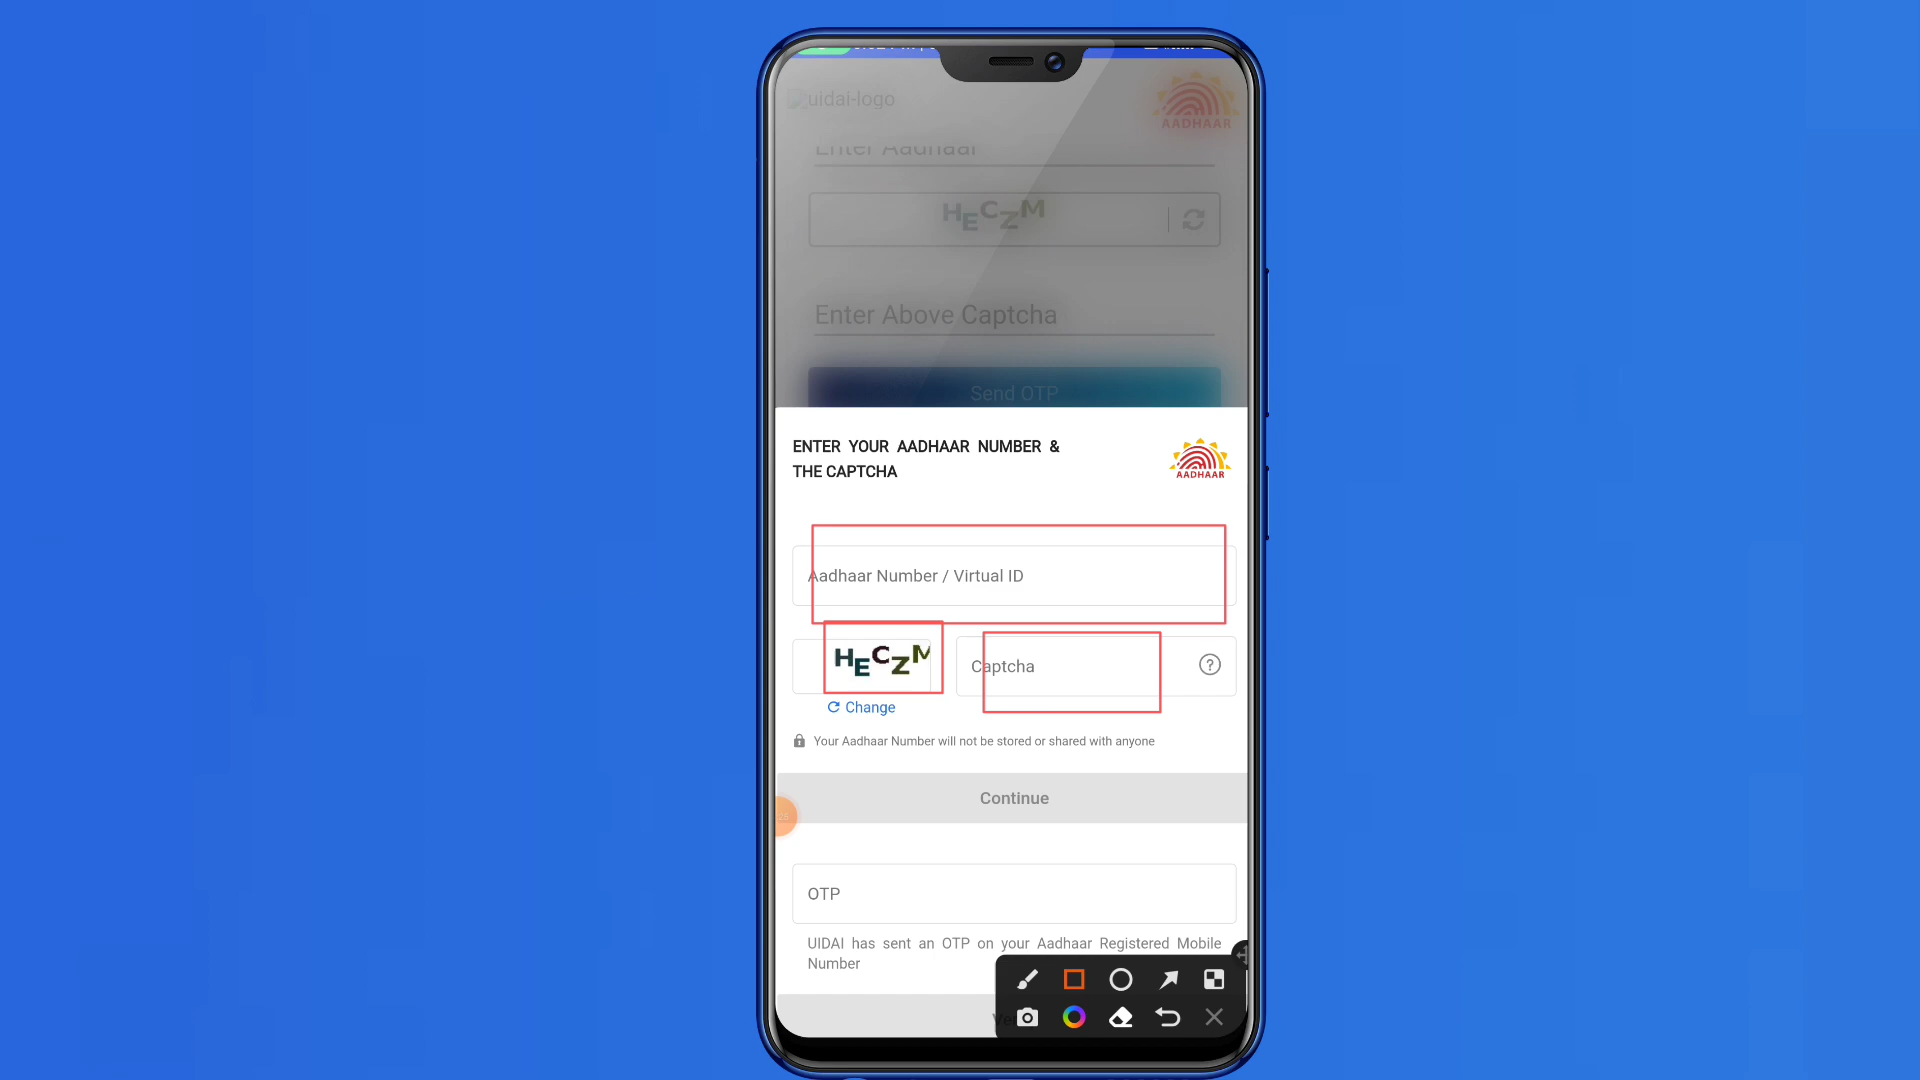 uidai-logo
AADHAAR
Enter Aadhaar
HECZM
Enter Above Captcha
Send OTP
ENTER YOUR AADHAAR NUMBER &
THE CAPTCHA
AADHAAR
Aadhaar Number / Virtual ID
HECZM
Captcha
Change
Your Aadhaar Number will not be stored or shared with anyone
Continue
OTP
UIDAI has sent an OTP on your Aadhaar Registered Mobile
Number